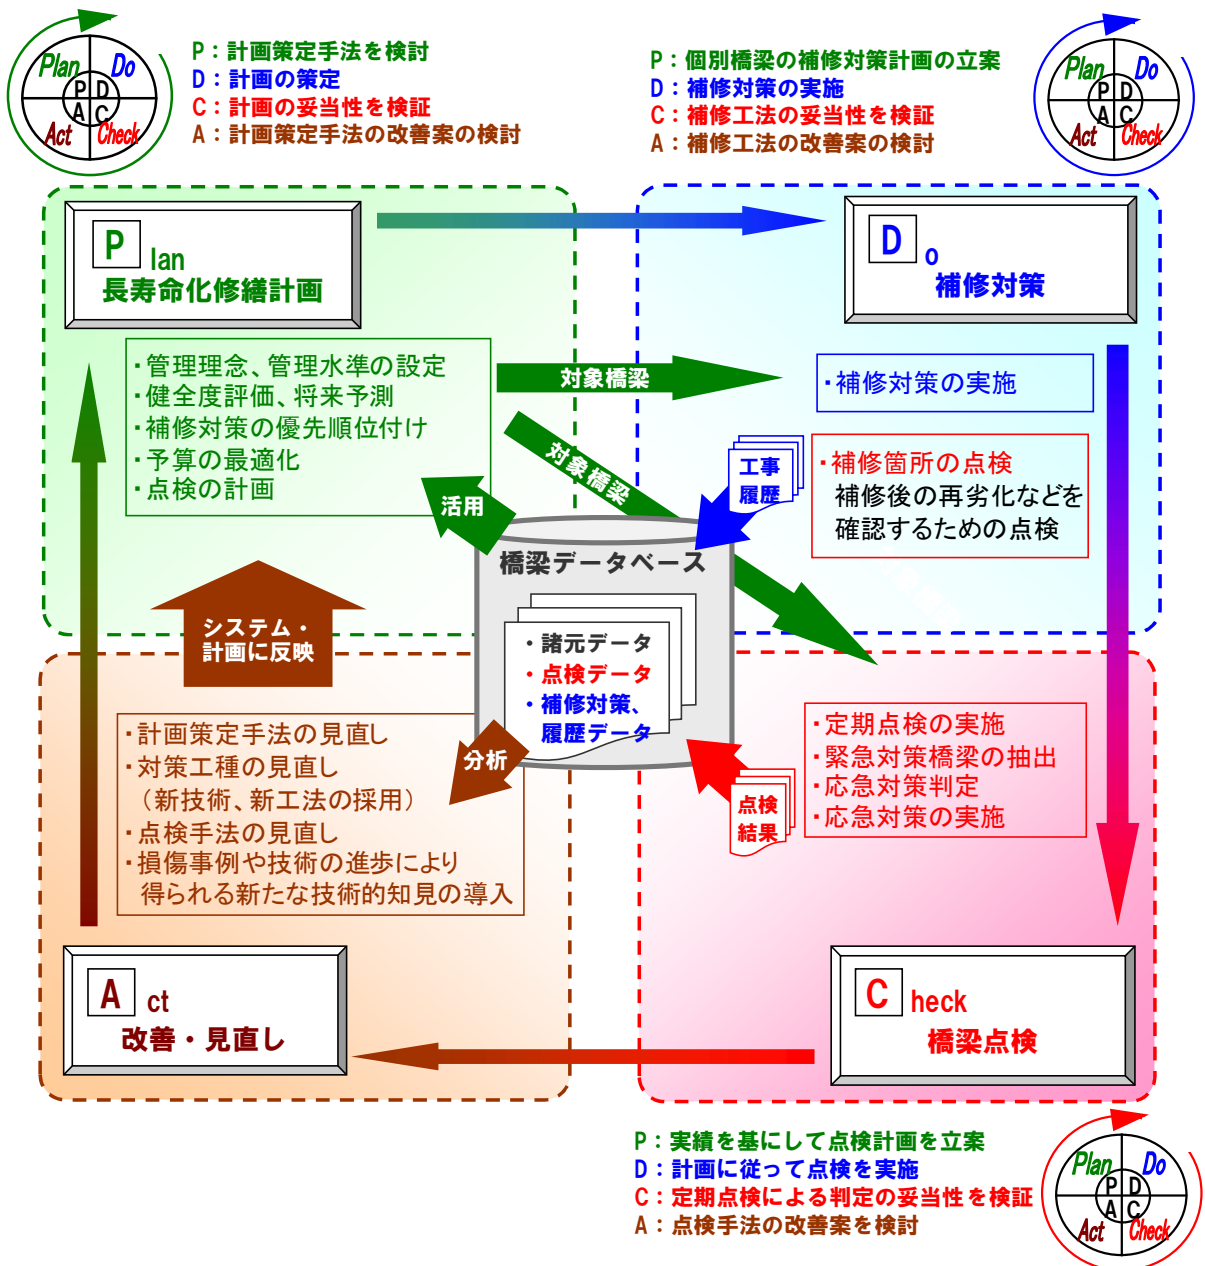 Plan Do
P D
A C
Act Check
P：計画策定手法を検討
D：計画の策定
C：計画の妥当性を検証
A：計画策定手法の改善案の検討
P：個別橋梁の補修対策計画の立案
D：補修対策の実施
C：補修工法の妥当性を検証
A：補修工法の改善案の検討
Plan Do
P D
A C
Act Check
Plan
長寿命化修繕計画
Do
補修対策
・管理理念、管理水準の設定
・健全度評価、将来予測
・補修対策の優先順位付け
・予算の最適化
・点検の計画
対象橋梁
対象橋梁
・補修対策の実施
工事
履歴
・補修箇所の点検
補修後の再劣化などを
確認するための点検
活用
橋梁データベース
・諸元データ
・点検データ
・補修対策、
履歴データ
システム・
計画に反映
分析
点検
結果
・計画策定手法の見直し
・対策工種の見直し
（新技術、新工法の採用）
・点検手法の見直し
・損傷事例や技術の進歩により
得られる新たな技術的知見の導入
・定期点検の実施
・緊急対策橋梁の抽出
・応急対策判定
・応急対策の実施
Act
改善・見直し
Check
橋梁点検
P：実績を基にして点検計画を立案
D：計画に従って点検を実施
C：定期点検による判定の妥当性を検証
A：点検手法の改善案を検討
Plan Do
P D
A C
Act Check